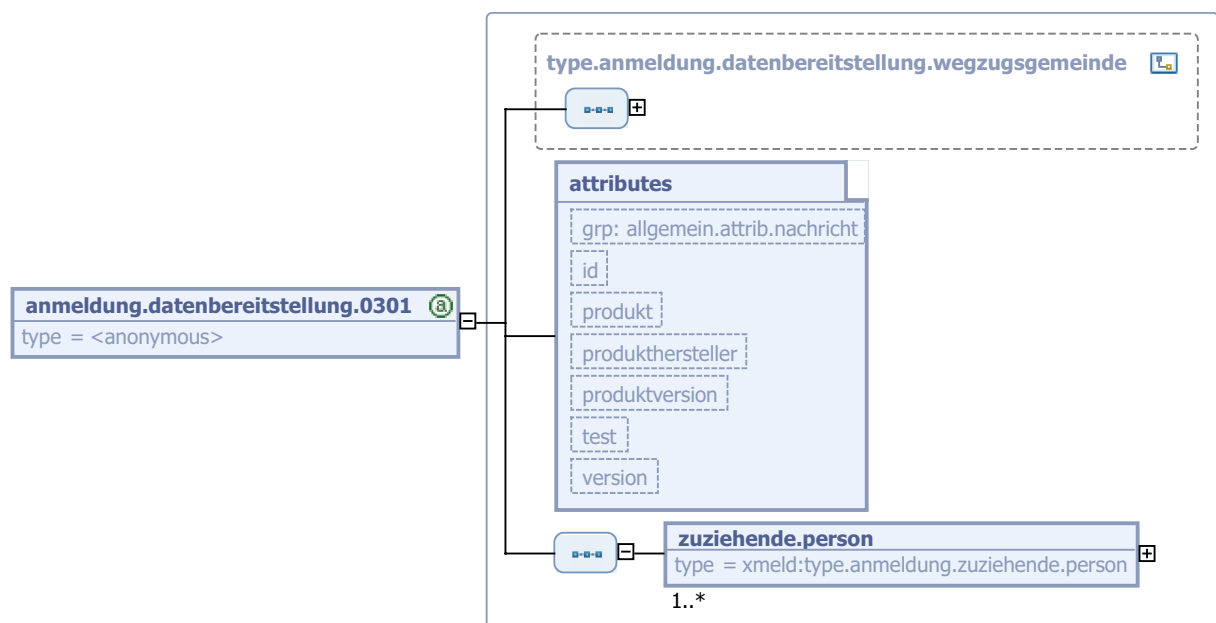 type.anmeldung.datenbereitstellung.wegzugsgemeinde
attributes
grp: allgemein.attrib.nachricht
id
produkt
produkthersteller
produktversion
test
version
anmeldung.datenbereitstellung.0301 a
type = <anonymous>
zuziehende.person
type = xmeld:type.anmeldung.zuziehende.person
1..*